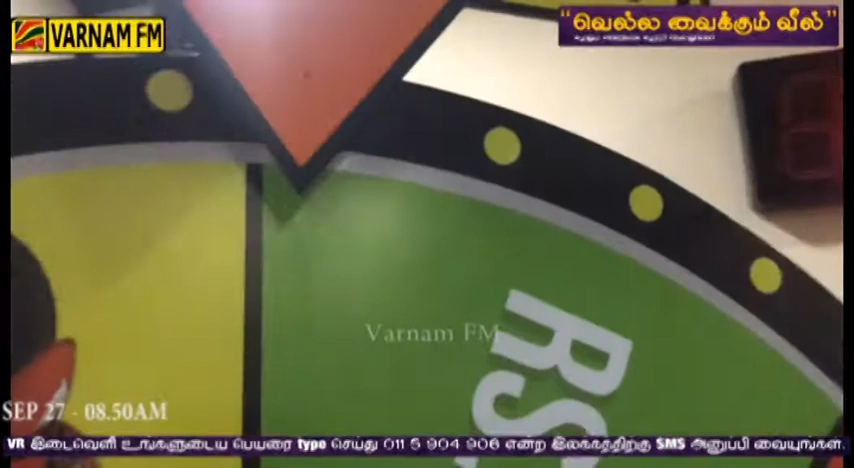 VARNAM FM
“வெல்ல வைக்கும் வீல்”
RS
Varnam FM
SEP 27 - 08.50AM
VR இடைவெளி உங்களுடைய பெயரை type செய்து 011 5 904 906 என்ற இலக்கத்திற்கு SMS அனுப்பி வையுங்கள்.